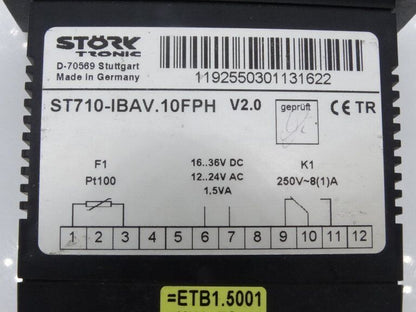 STÖRK
TRONIC
D-70569 Stuttgart
Made in Germany
1192550301131622
ST710-IBAV.10FPH V2.0
geprüft
CE TR
F1
Pt100
16..36V DC
12..24V AC
1,5VA
K1
250V~8(1)A
1 2 3 4 5 6 7 8 9 10 11 12
=ETB1.5001